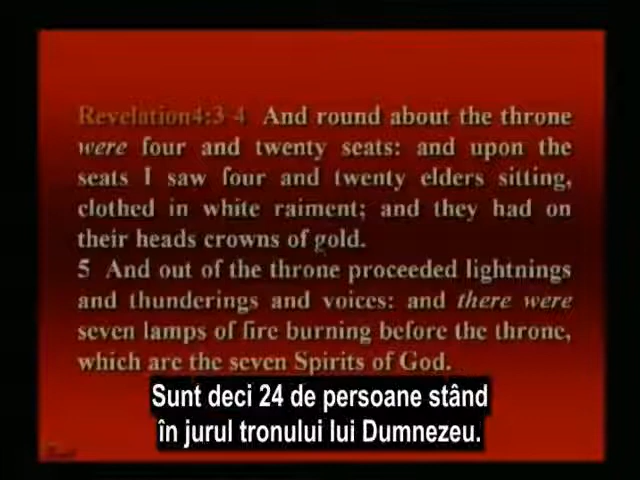 Revelation4:3-4 And round about the throne
were four and twenty seats: and upon the
seats I saw four and twenty elders sitting,
clothed in white raiment; and they had on
their heads crowns of gold.
5 And out of the throne proceeded lightnings
and thunderings and voices: and there were
seven lamps of fire burning before the throne,
which are the seven Spirits of God.
Sunt deci 24 de persoane stând
în jurul tronului lui Dumnezeu.